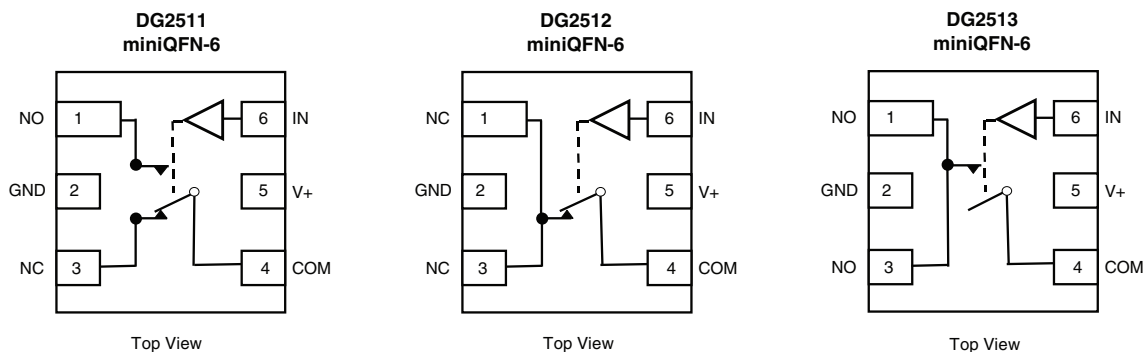 DG2511
miniQFN-6
NO 1 6 IN
GND 2 5 V+
NC 3 4 COM
Top View
DG2512
miniQFN-6
NC 1 6 IN
GND 2 5 V+
NC 3 4 COM
Top View
DG2513
miniQFN-6
NO 1 6 IN
GND 2 5 V+
NO 3 4 COM
Top View